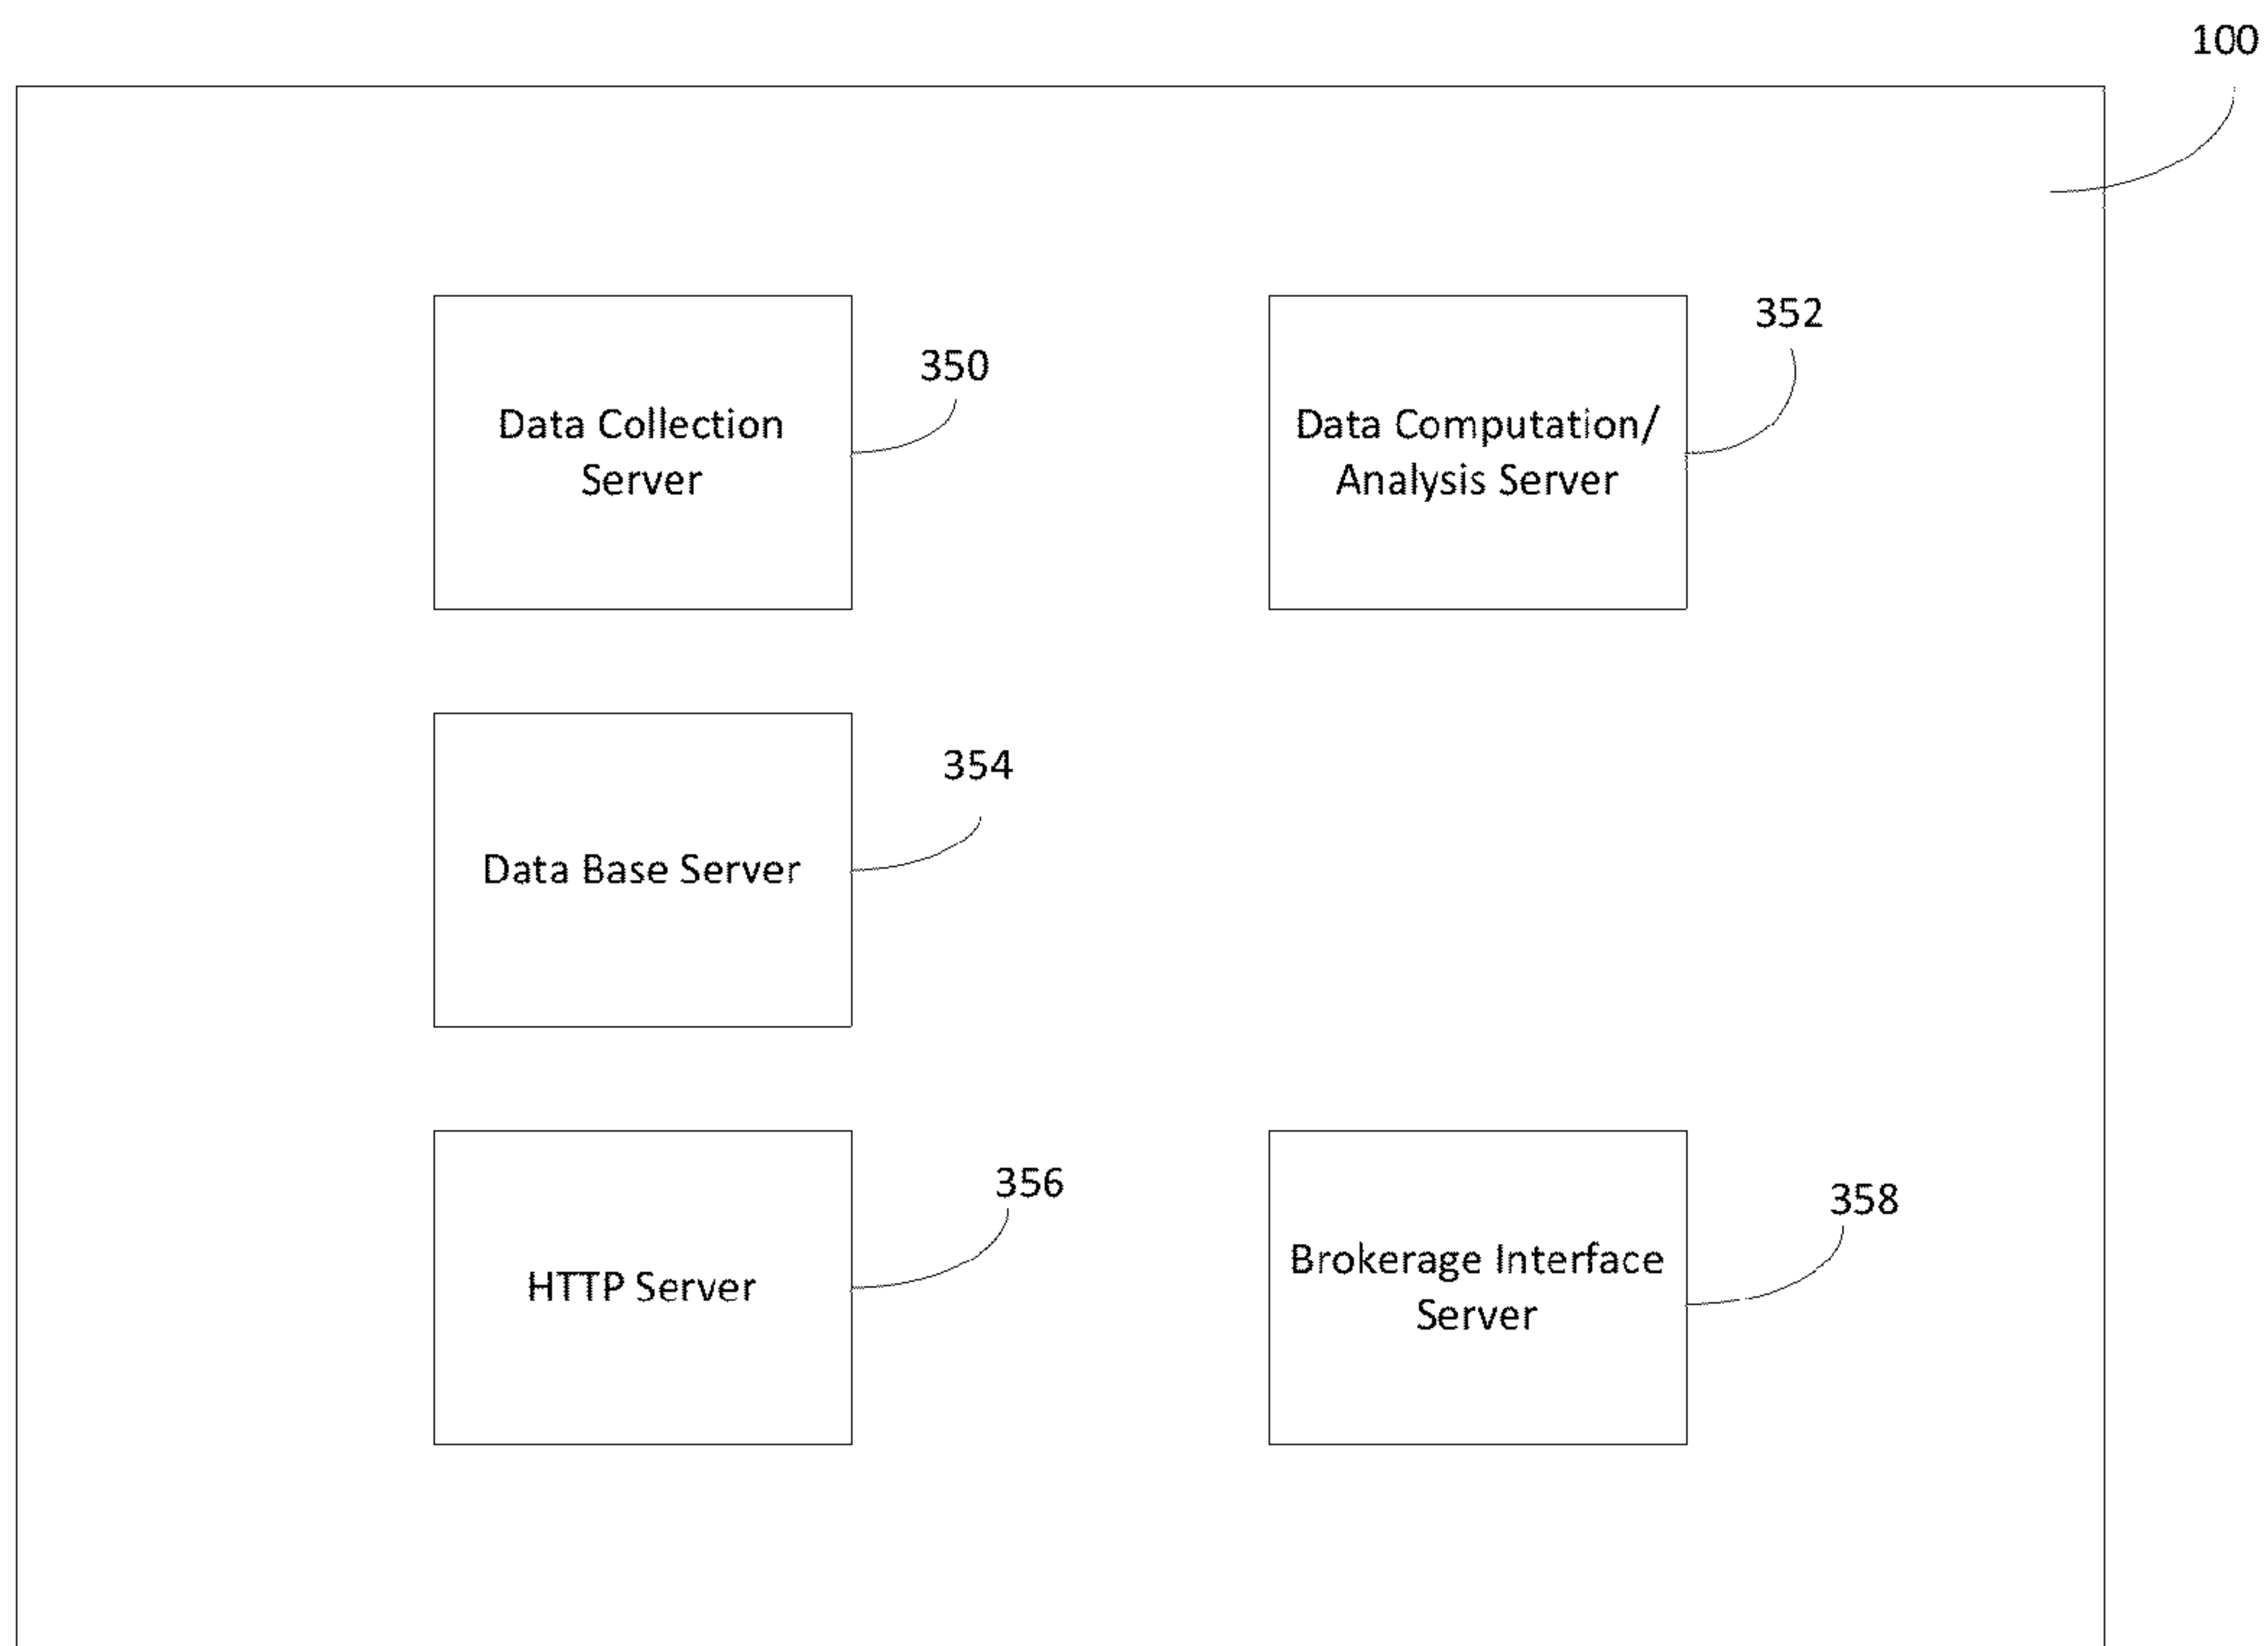 100
Data Collection
Server
350
Data Computation/
Analysis Server
352
Data Base Server
354
HTTP Server
356
Brokerage Interface
Server
358